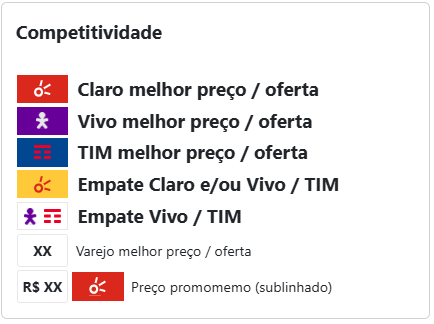 Competitividade
Claro melhor preço / oferta
Vivo melhor preço / oferta
TIM melhor preço / oferta
Empate Claro e/ou Vivo / TIM
Empate Vivo / TIM
XX Varejo melhor preço / oferta
R$ XX Preço promomemo (sublinhado)